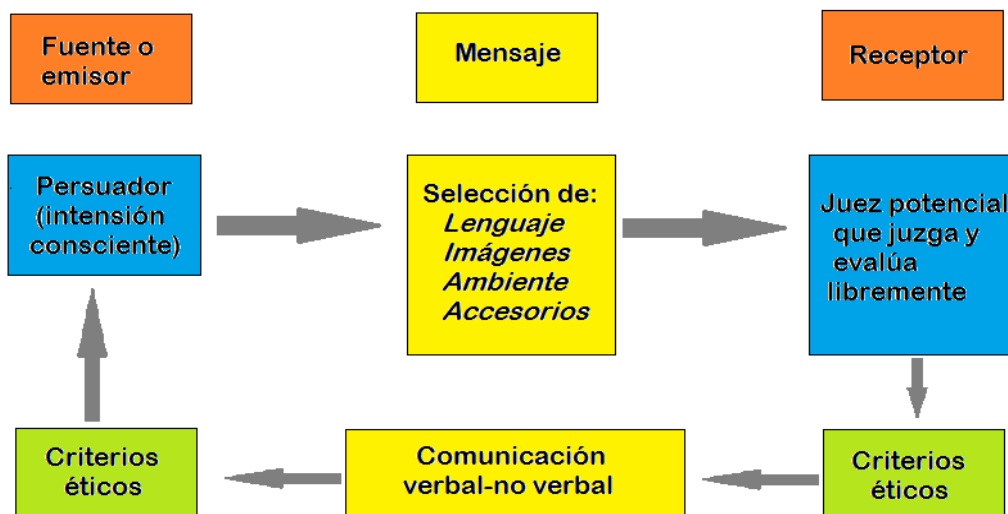 Fuente o
emisor
Mensaje
Receptor
Persuador
(intensión
consciente)
Selección de:
Lenguaje
Imágenes
Ambiente
Accesorios
Juez potencial
que juzga y
evalúa
libremente
Criterios
éticos
Comunicación
verbal-no verbal
Criterios
éticos